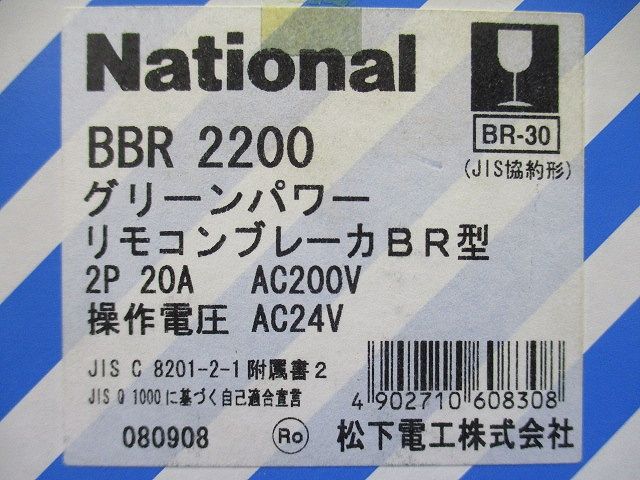 National
BR-30
(JIS協約形)
BBR 2200
グリーンパワー
リモコンブレーカBR型
2P 20A AC200V
操作電圧 AC24V
JIS C 8201-2-1 附属書2
JIS Q 1000に基づく自己適合宣言
4902710608308
080908
Ro
松下電工株式会社